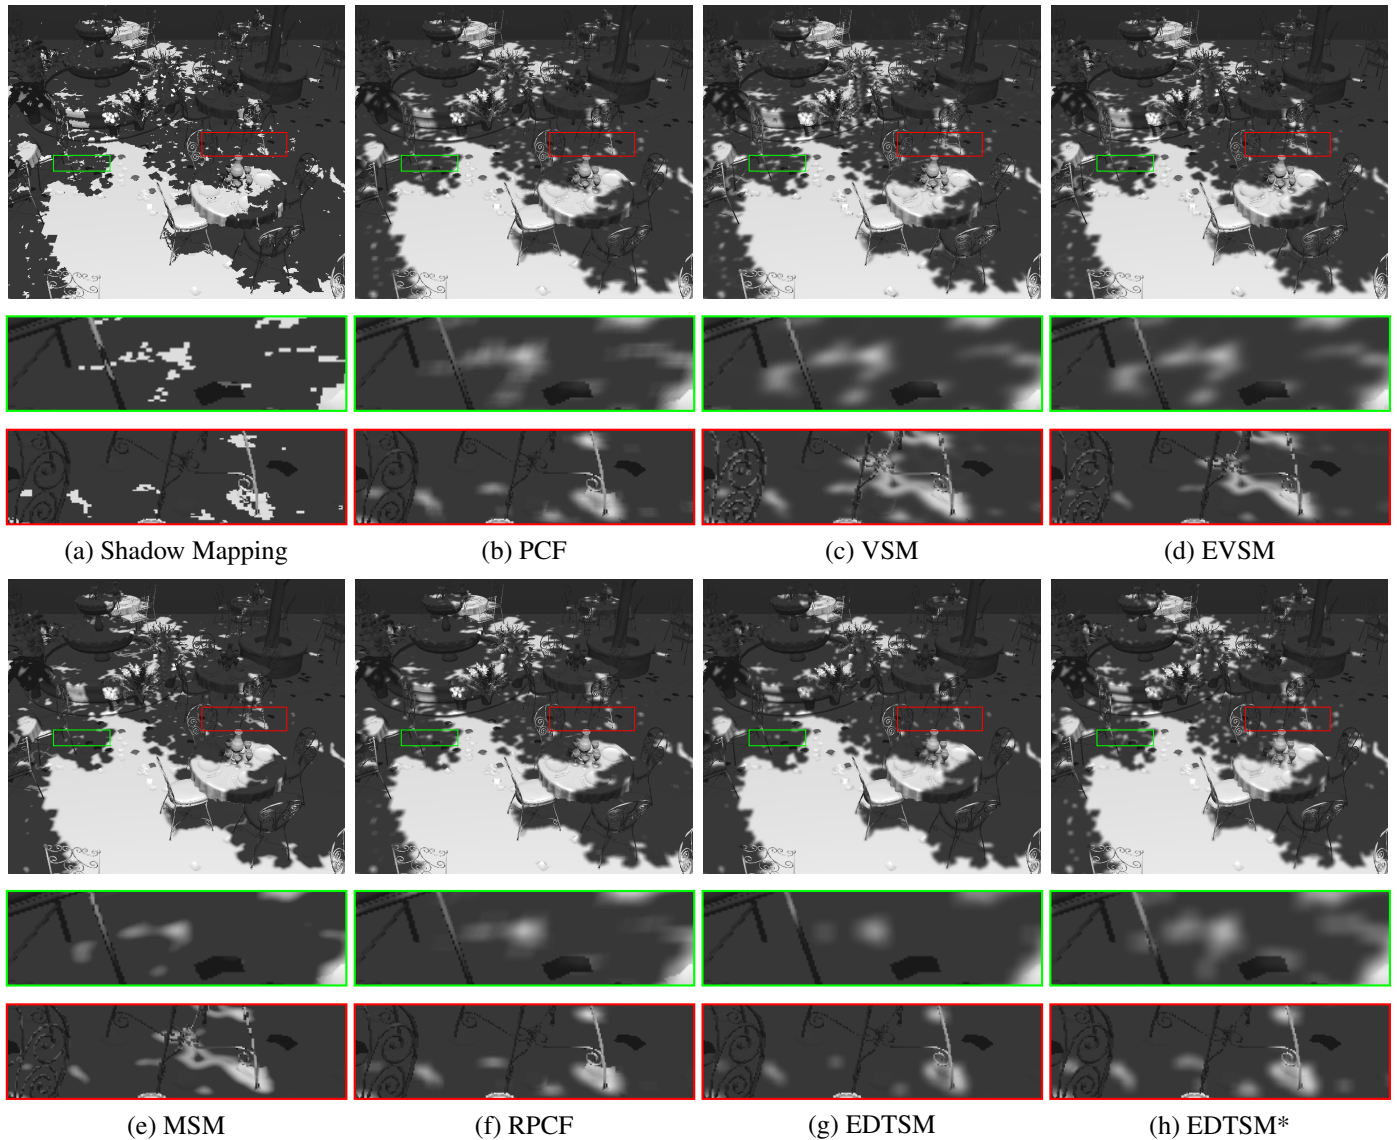 (a) Shadow Mapping
(b) PCF
(c) VSM
(d) EVSM
(e) MSM
(f) RPCF
(g) EDTSM
(h) EDTSM*